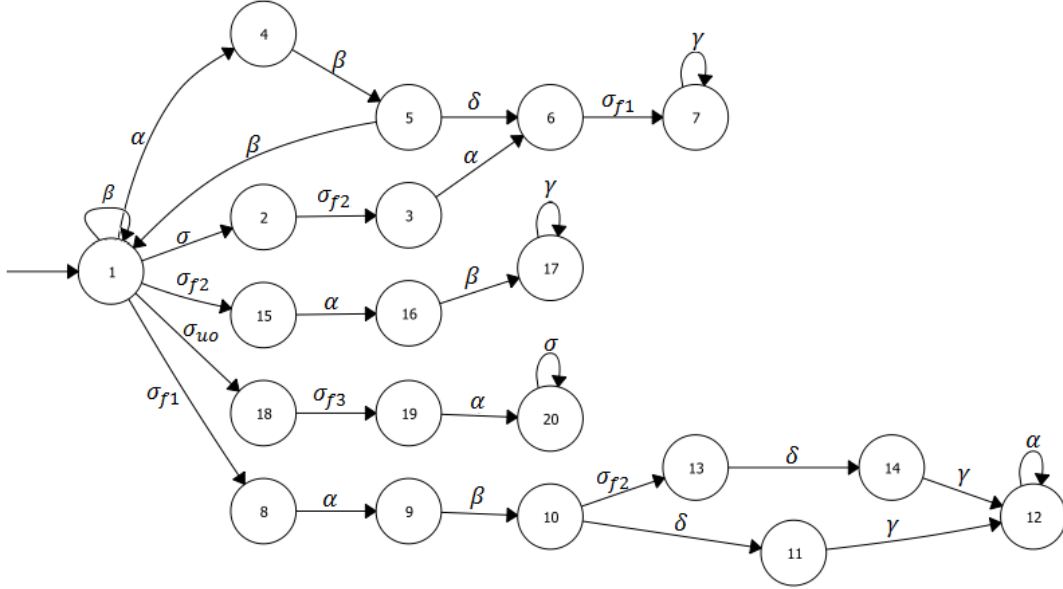 4
γ
β
α
5
δ
6
σf1
7
β
α
γ
β
2
σf2
3
σ
17
1
σf2
β
15
α
16
σuo
σ
σf1
18
σf3
19
α
20
α
13
δ
14
σf2
γ
8
α
9
β
10
12
δ
γ
11